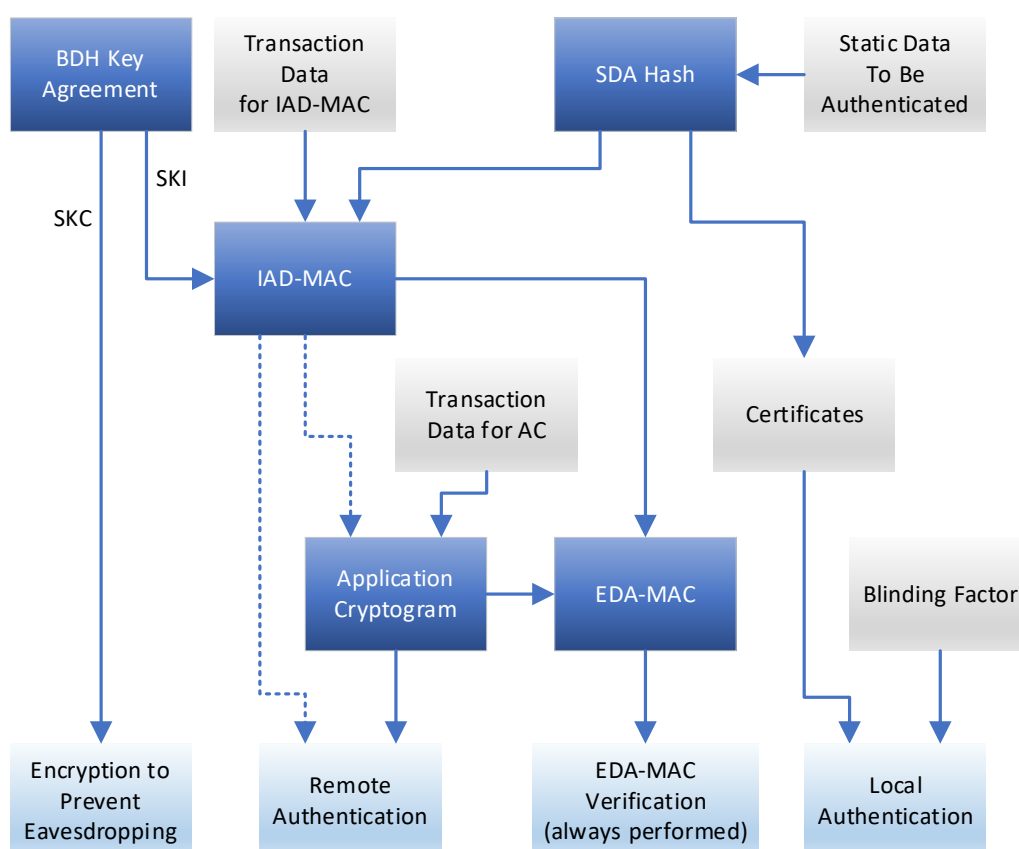 BDH Key
Agreement
Transaction
Data
for IAD-MAC
SDA Hash
Static Data
To Be
Authenticated
SKI
SKC
IAD-MAC
Transaction
Data for AC
Certificates
Application
Cryptogram
EDA-MAC
Blinding Factor
Encryption to
Prevent
Eavesdropping
Remote
Authentication
EDA-MAC
Verification
(always performed)
Local
Authentication